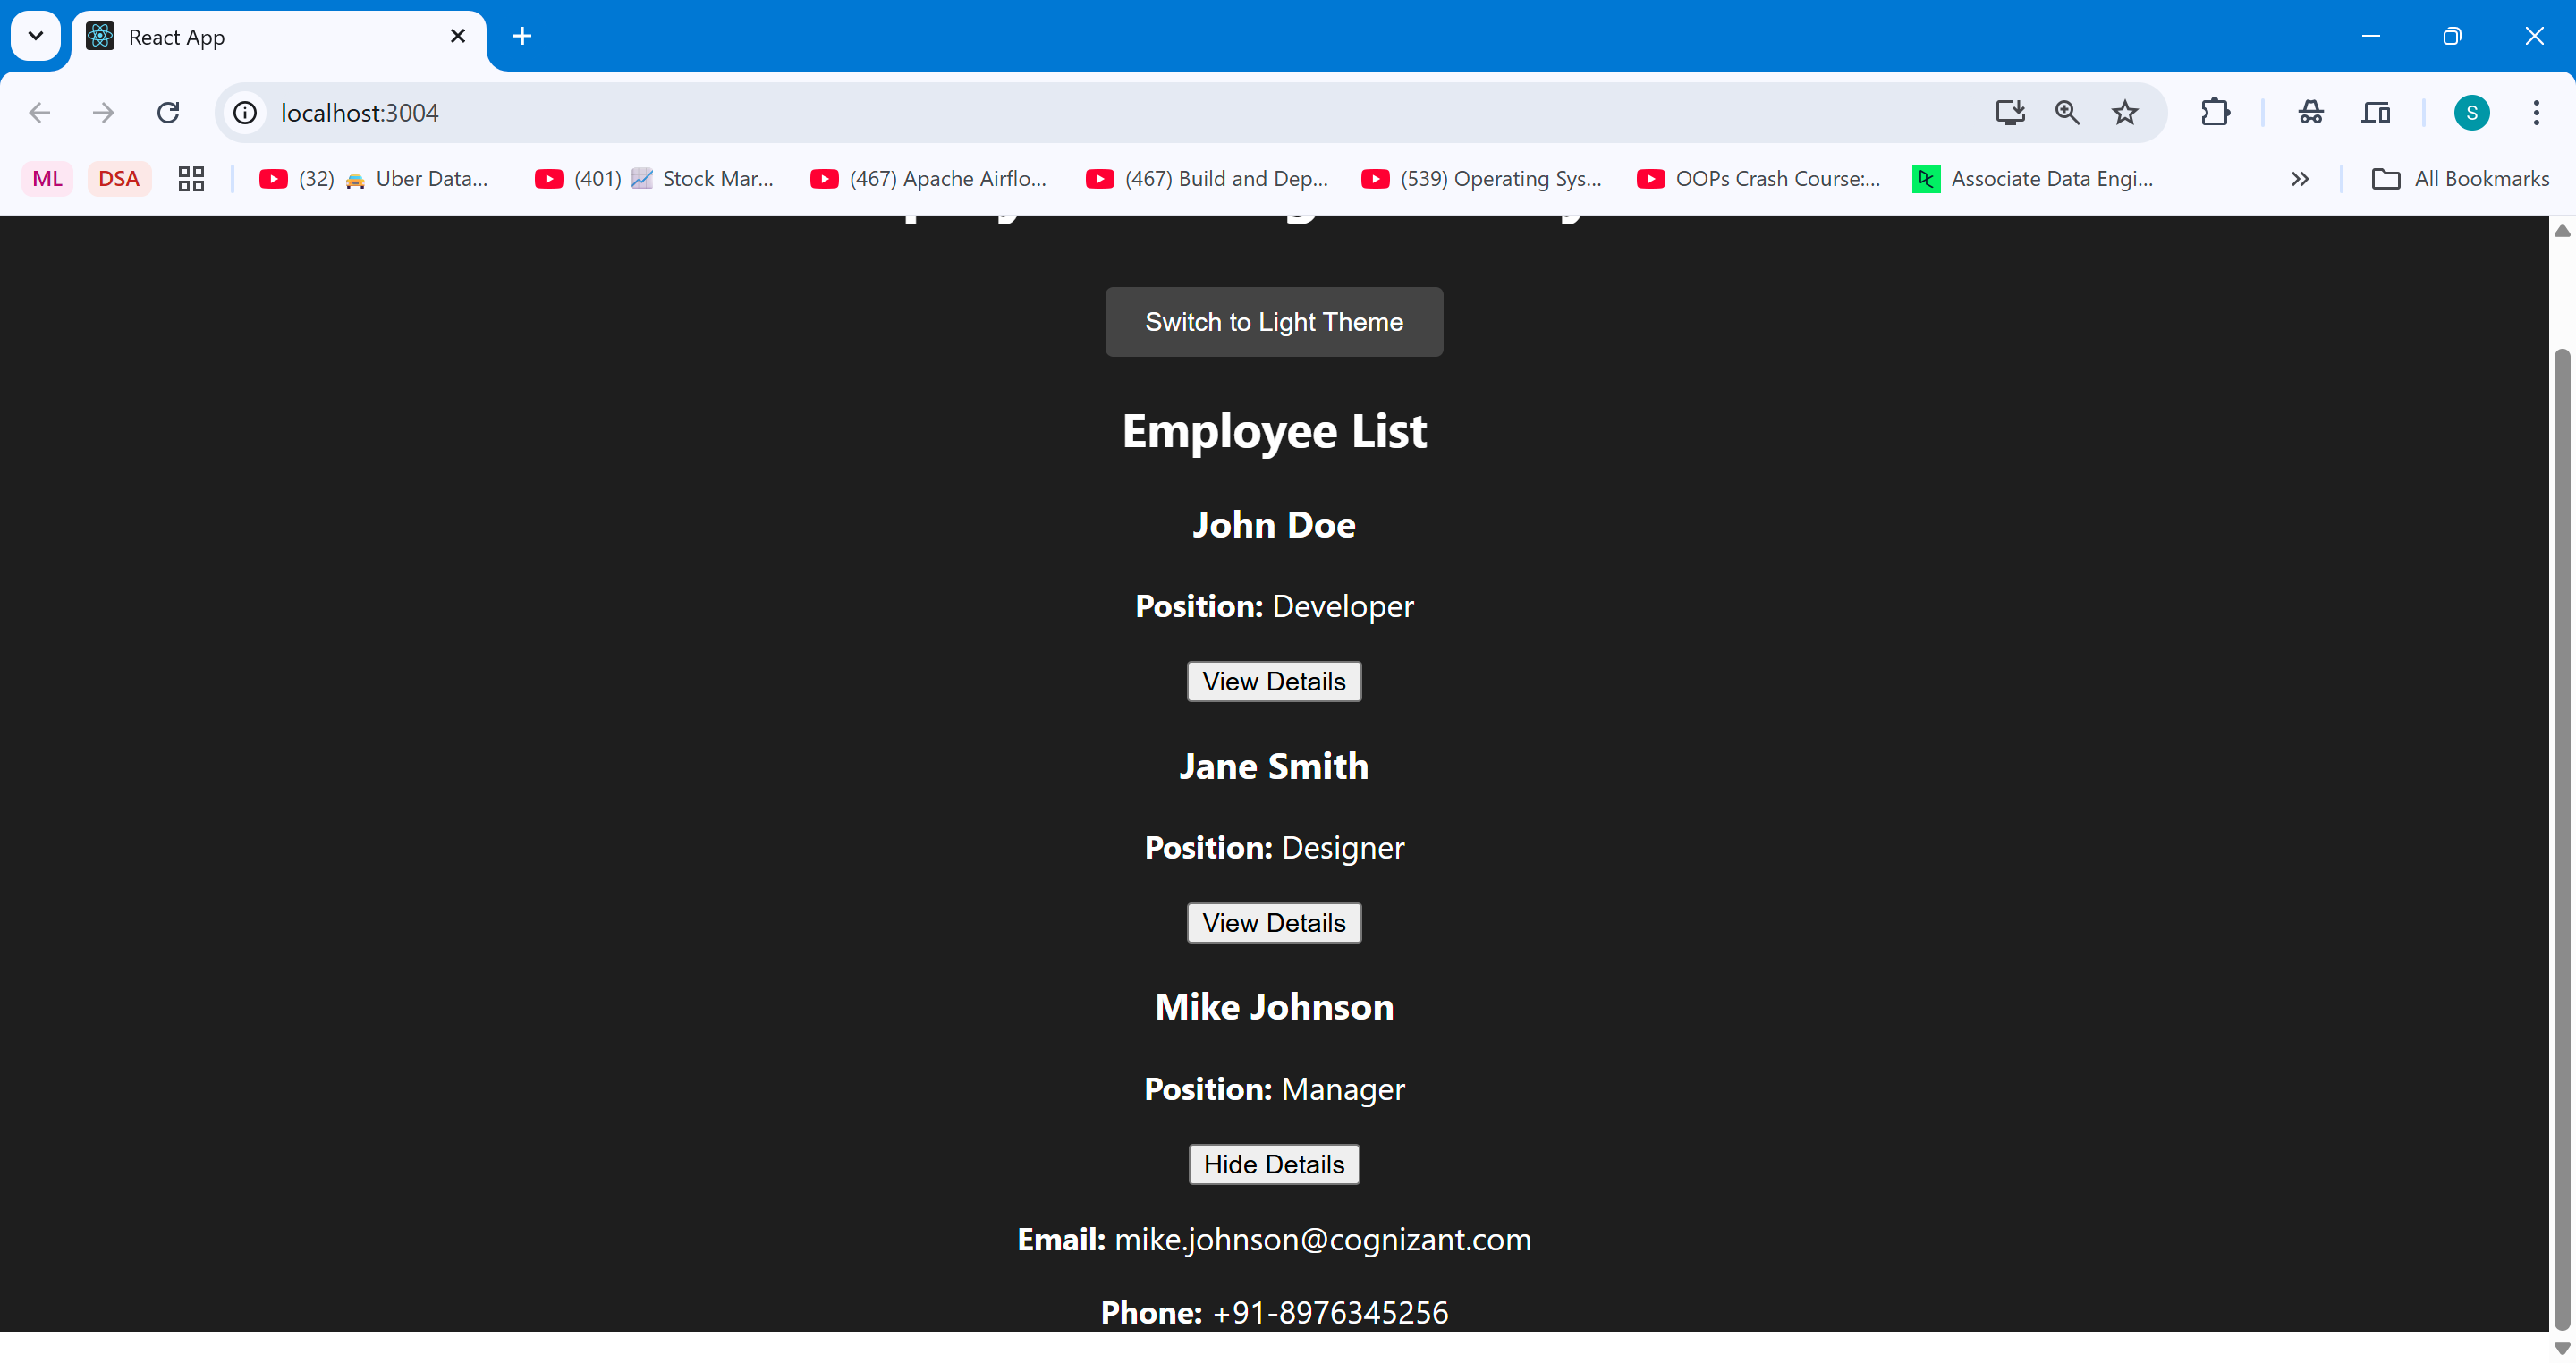 React App
localhost:3004
ML DSA (32) 🚖 Uber Data... (401) 📈 Stock Mar... (467) Apache Airflo... (467) Build and Dep... (539) Operating Sys... OOPs Crash Course:... Associate Data Engi... All Bookmarks
S
Switch to Light Theme
Employee List
John Doe
Position: Developer
View Details
Jane Smith
Position: Designer
View Details
Mike Johnson
Position: Manager
Hide Details
Email: mike.johnson@cognizant.com
Phone: +91-8976345256